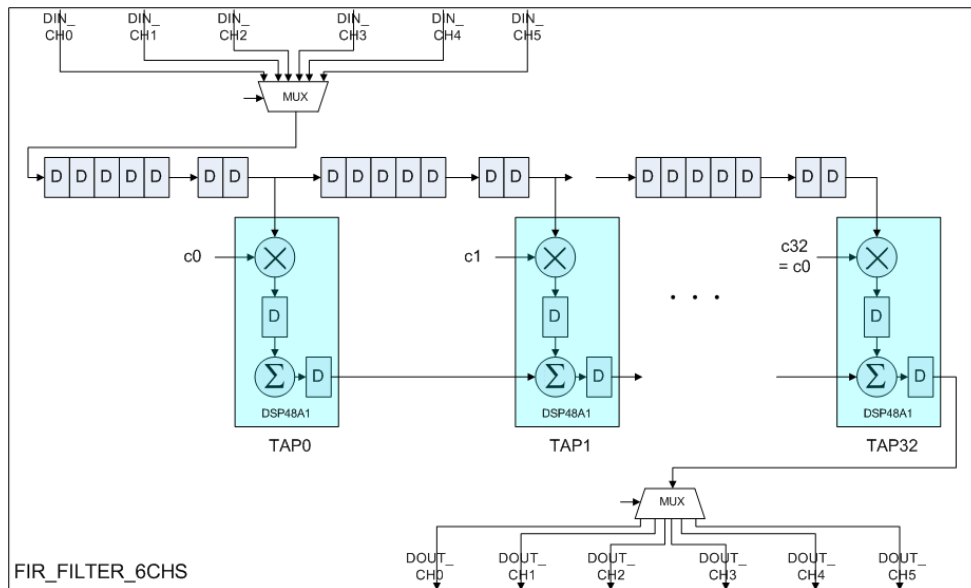 DIN_ DIN_ DIN_ DIN_ DIN_ DIN_
CH0 CH1 CH2 CH3 CH4 CH5
MUX
D D D D D D D D D D D D D D D D D D D D D
c0 c1 c32
= c0
D D D
Σ D Σ D Σ D
DSP48A1 DSP48A1 DSP48A1
TAP0 TAP1 TAP32
MUX
DOUT_ DOUT_ DOUT_ DOUT_ DOUT_ DOUT_
CH0 CH1 CH2 CH3 CH4 CH5
FIR_FILTER_6CHS